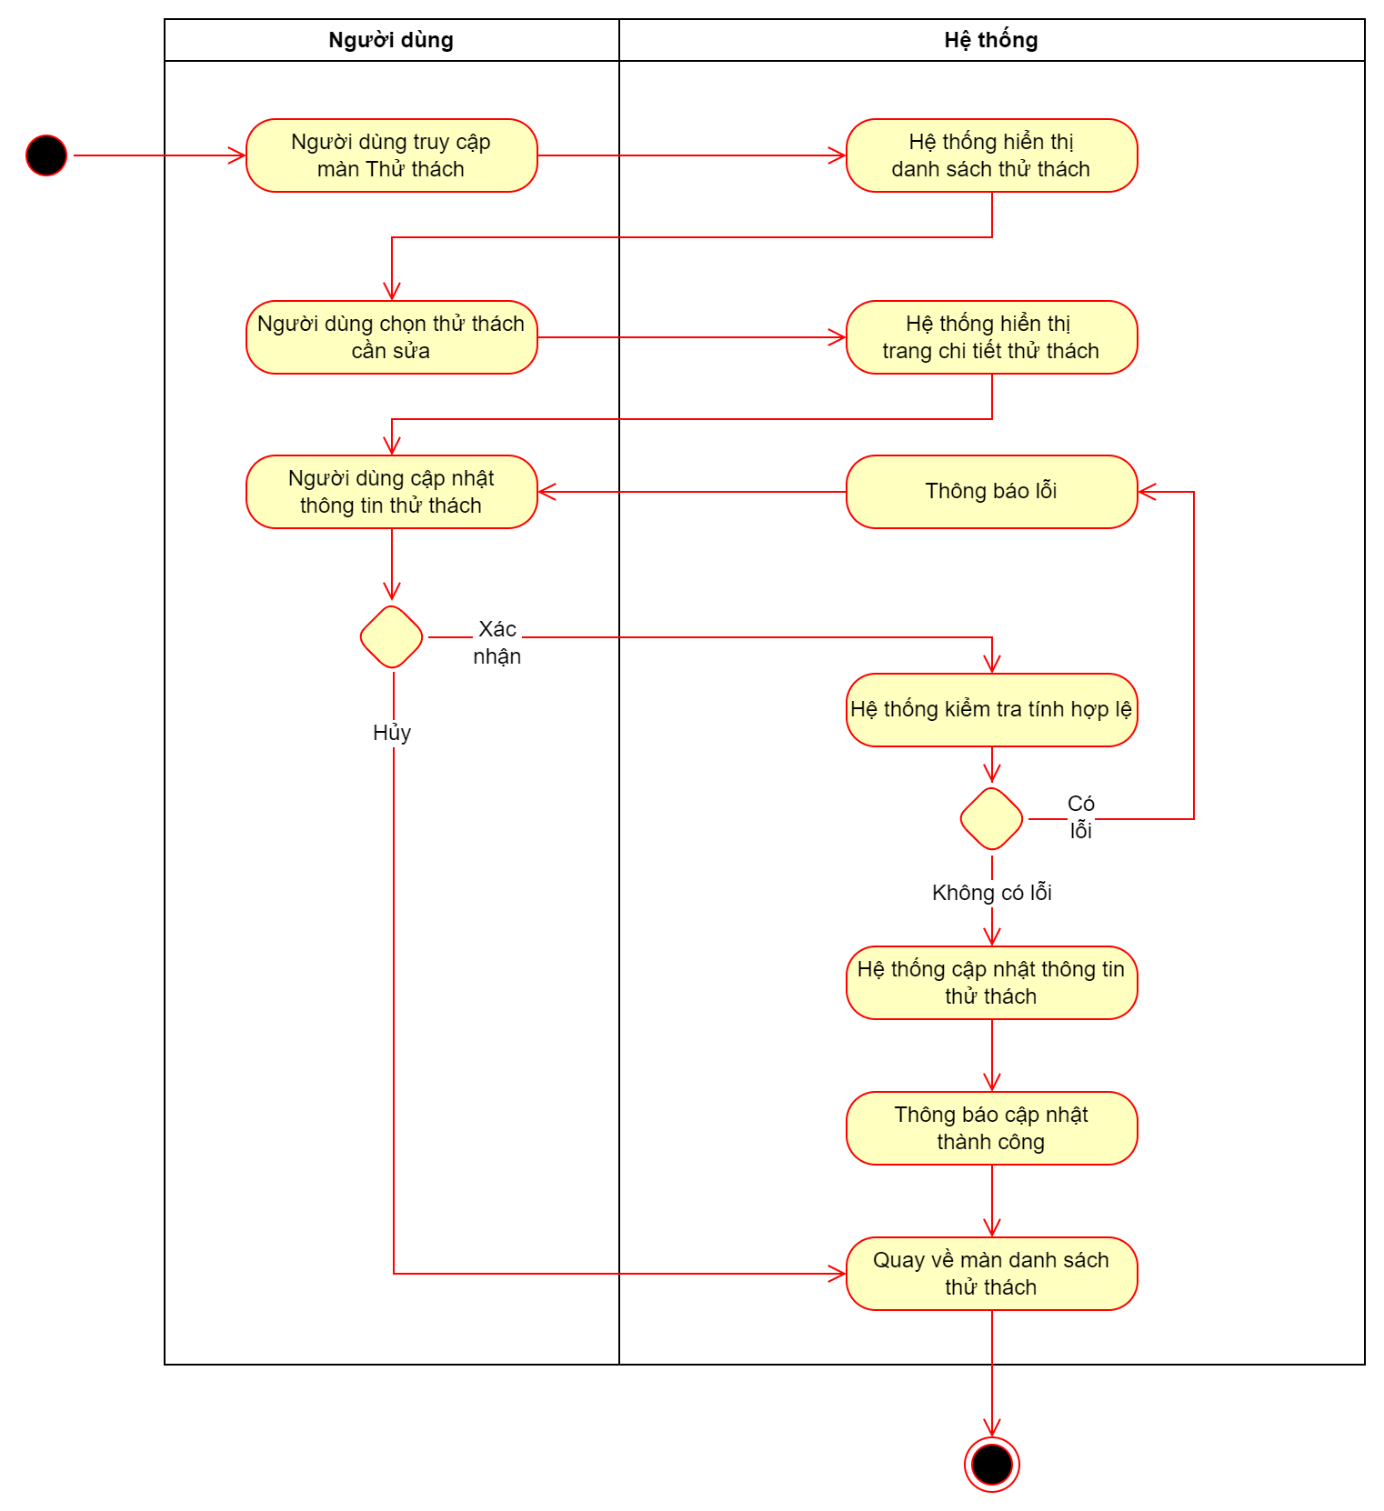 Người dùng
Hệ thống
Người dùng truy cập
màn Thử thách
Hệ thống hiển thị
danh sách thử thách
Người dùng chọn thử thách
cần sửa
Hệ thống hiển thị
trang chi tiết thử thách
Người dùng cập nhật
thông tin thử thách
Thông báo lỗi
Xác
nhận
Hệ thống kiểm tra tính hợp lệ
Hủy
Có
lỗi
Không có lỗi
Hệ thống cập nhật thông tin
thử thách
Thông báo cập nhật
thành công
Quay về màn danh sách
thử thách